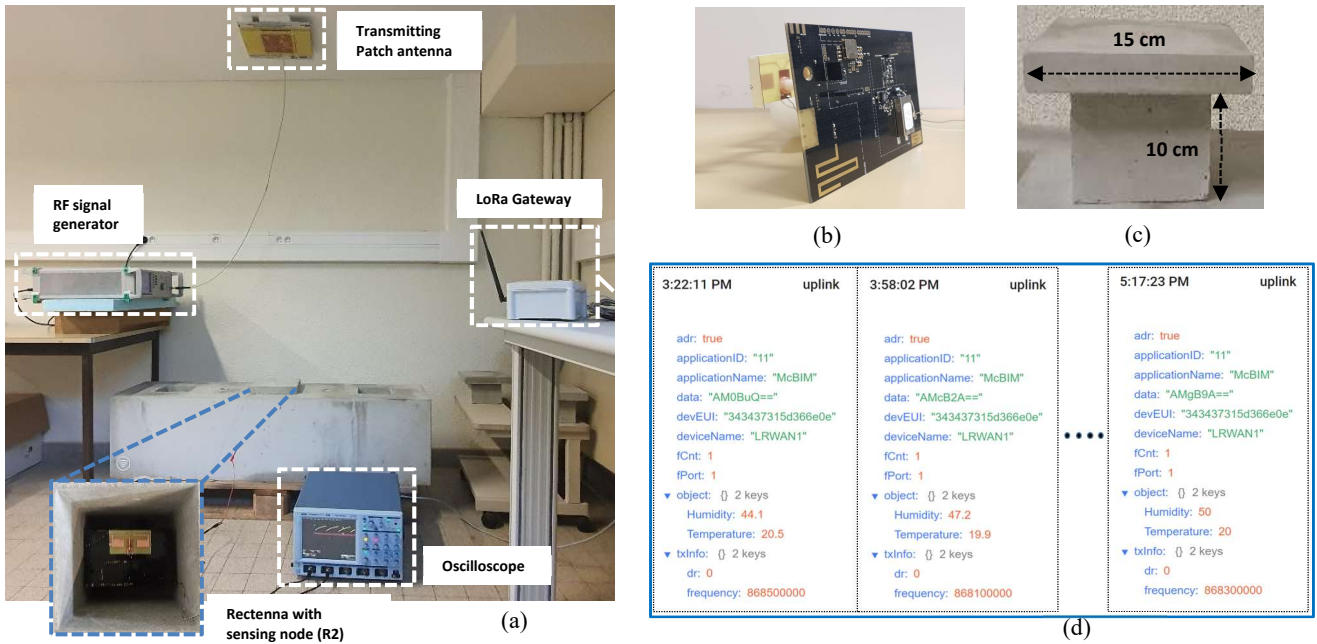 Transmitting
Patch antenna
RF signal
generator
LoRa Gateway
Oscilloscope
Rectenna with
sensing node (R2)
(a)
(b)
15 cm
10 cm
(c)
3:22:11 PM uplink
adr: true
applicationID: "11"
applicationName: "McBIM"
data: "AM0BuQ=="
devEUI: "343437315d366e0e"
deviceName: "LRWAN1"
fCnt: 1
fPort: 1
▼ object: {} 2 keys
Humidity: 44.1
Temperature: 20.5
▼ txInfo: {} 2 keys
dr: 0
frequency: 868500000
3:58:02 PM uplink
adr: true
applicationID: "11"
applicationName: "McBIM"
data: "AMcB2A=="
devEUI: "343437315d366e0e"
deviceName: "LRWAN1"
fCnt: 1
fPort: 1
▼ object: {} 2 keys
Humidity: 47.2
Temperature: 19.9
▼ txInfo: {} 2 keys
dr: 0
frequency: 868100000
5:17:23 PM uplink
adr: true
applicationID: "11"
applicationName: "McBIM"
data: "AMgB9A=="
devEUI: "343437315d366e0e"
deviceName: "LRWAN1"
fCnt: 1
fPort: 1
▼ object: {} 2 keys
Humidity: 50
Temperature: 20
▼ txInfo: {} 2 keys
dr: 0
frequency: 868300000
(d)